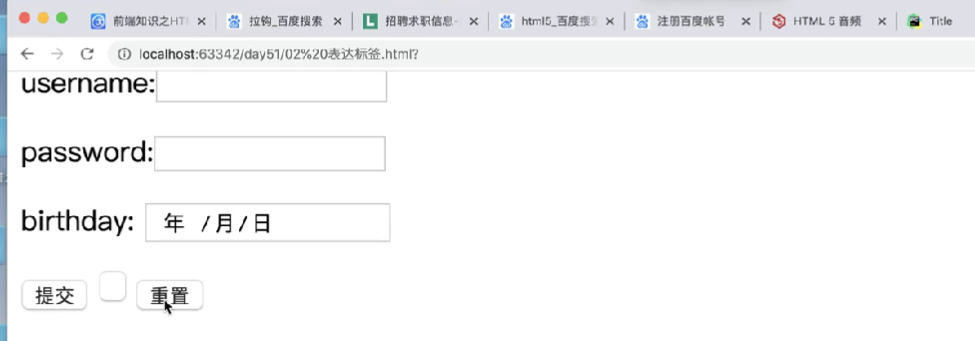 前端知识之HT
拉钩_百度搜索
招聘求职信息-
html5_百度搜
注册百度帐号
HTML 5 音频
Title
localhost:63342/day51/02%20表达标签.html?
username:
password:
birthday: 年 /月/日
提交 重置